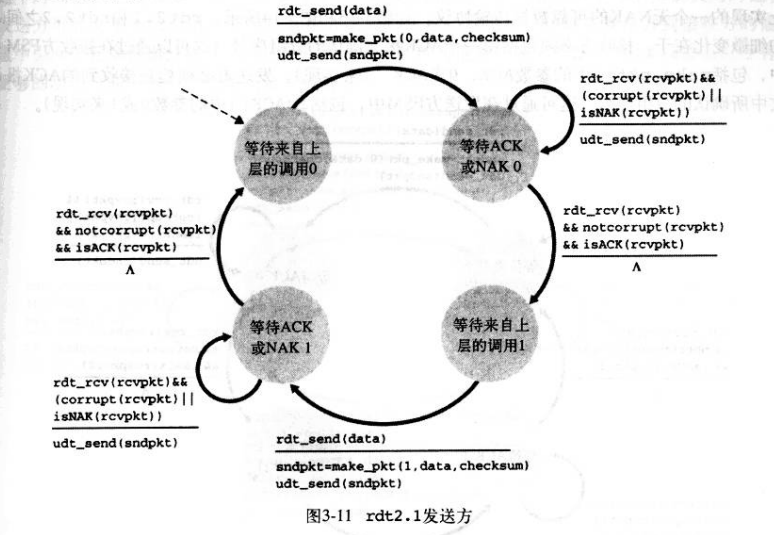 rdt_send(data)
sndpkt=make_pkt(0,data,checksum)
udt_send(sndpkt)
rdt_rcv(rcvpkt)&&
(corrupt(rcvpkt)||
isNAK(rcvpkt))
udt_send(sndpkt)
等待来自上
层的调用0
等待ACK
或NAK 0
rdt_rcv(rcvpkt)
&& notcorrupt(rcvpkt)
&& isACK(rcvpkt)
Λ
rdt_rcv(rcvpkt)
&& notcorrupt(rcvpkt)
&& isACK(rcvpkt)
Λ
等待ACK
或NAK 1
等待来自上
层的调用1
rdt_rcv(rcvpkt)&&
(corrupt(rcvpkt)||
isNAK(rcvpkt))
udt_send(sndpkt)
rdt_send(data)
sndpkt=make_pkt(1,data,checksum)
udt_send(sndpkt)
图3-11 rdt2.1发送方